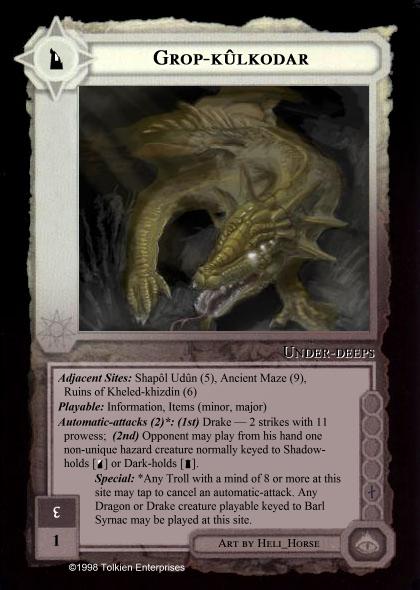 GROP-KÛLKODAR
UNDER-DEEPS
Adjacent Sites: Shapôl Udûn (5), Ancient Maze (9),
Ruins of Kheled-khizdín (6)
Playable: Information, Items (minor, major)
Automatic-attacks (2)*: (1st) Drake — 2 strikes with 11
prowess; (2nd) Opponent may play from his hand one
non-unique hazard creature normally keyed to Shadow-
holds [] or Dark-holds [].
Special: *Any Troll with a mind of 8 or more at this
site may tap to cancel an automatic-attack. Any
Dragon or Drake creature playable keyed to Barl
Syrnac may be played at this site.
ε
1
ART BY HELI_HORSE
©1998 Tolkien Enterprises